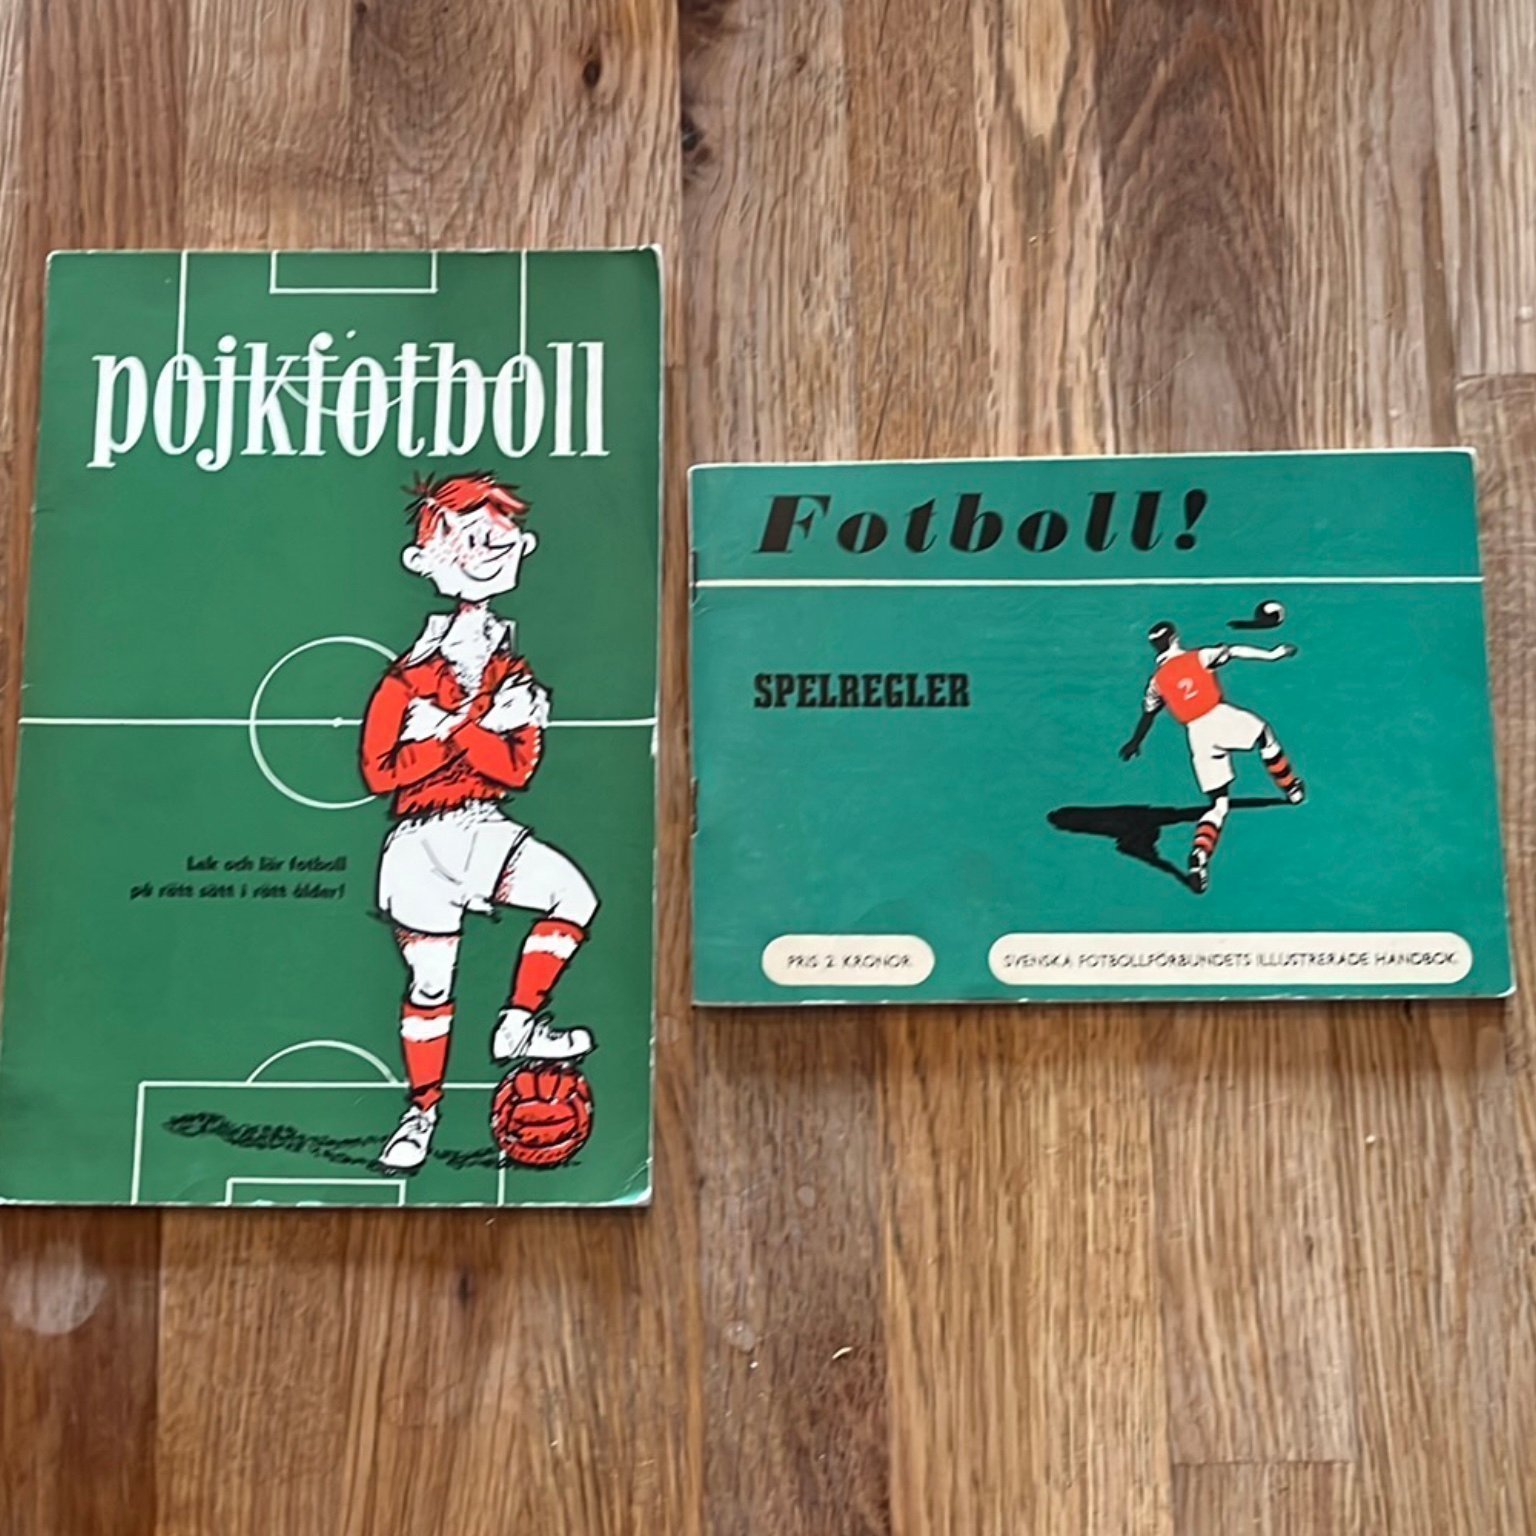 pojkfotboll
Lek och lär fotboll
på rätt sätt i rätt ålder!
Fotboll!
SPELREGLER
2
PRIS 2 KRONOR
SVENSKA FOTBOLLFÖRBUNDETS ILLUSTRERADE HANDBOK